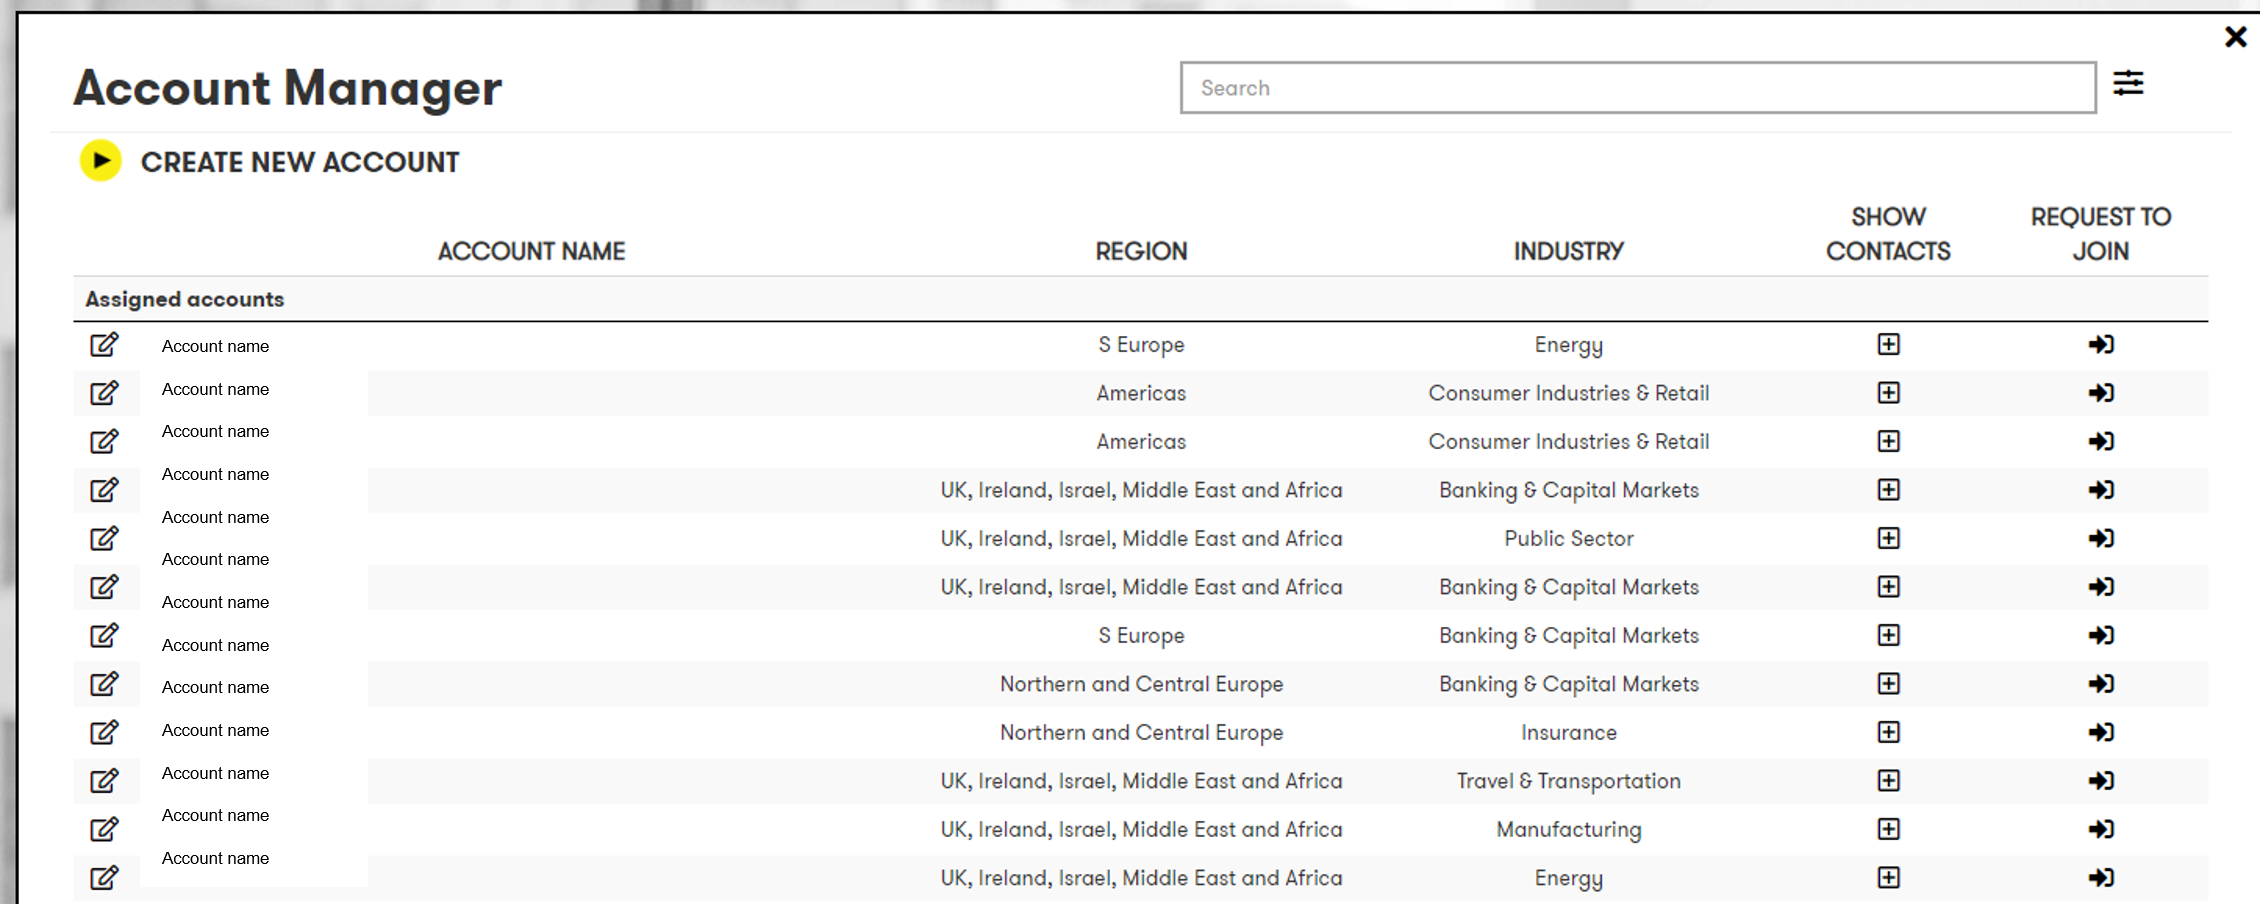 Account Manager
Search
CREATE NEW ACCOUNT
ACCOUNT NAME REGION INDUSTRY SHOW CONTACTS REQUEST TO JOIN
Assigned accounts
Account name S Europe Energy
Account name Americas Consumer Industries & Retail
Account name Americas Consumer Industries & Retail
Account name UK, Ireland, Israel, Middle East and Africa Banking & Capital Markets
Account name UK, Ireland, Israel, Middle East and Africa Public Sector
Account name UK, Ireland, Israel, Middle East and Africa Banking & Capital Markets
Account name S Europe Banking & Capital Markets
Account name Northern and Central Europe Banking & Capital Markets
Account name Northern and Central Europe Insurance
Account name UK, Ireland, Israel, Middle East and Africa Travel & Transportation
Account name UK, Ireland, Israel, Middle East and Africa Manufacturing
Account name UK, Ireland, Israel, Middle East and Africa Energy
Account name